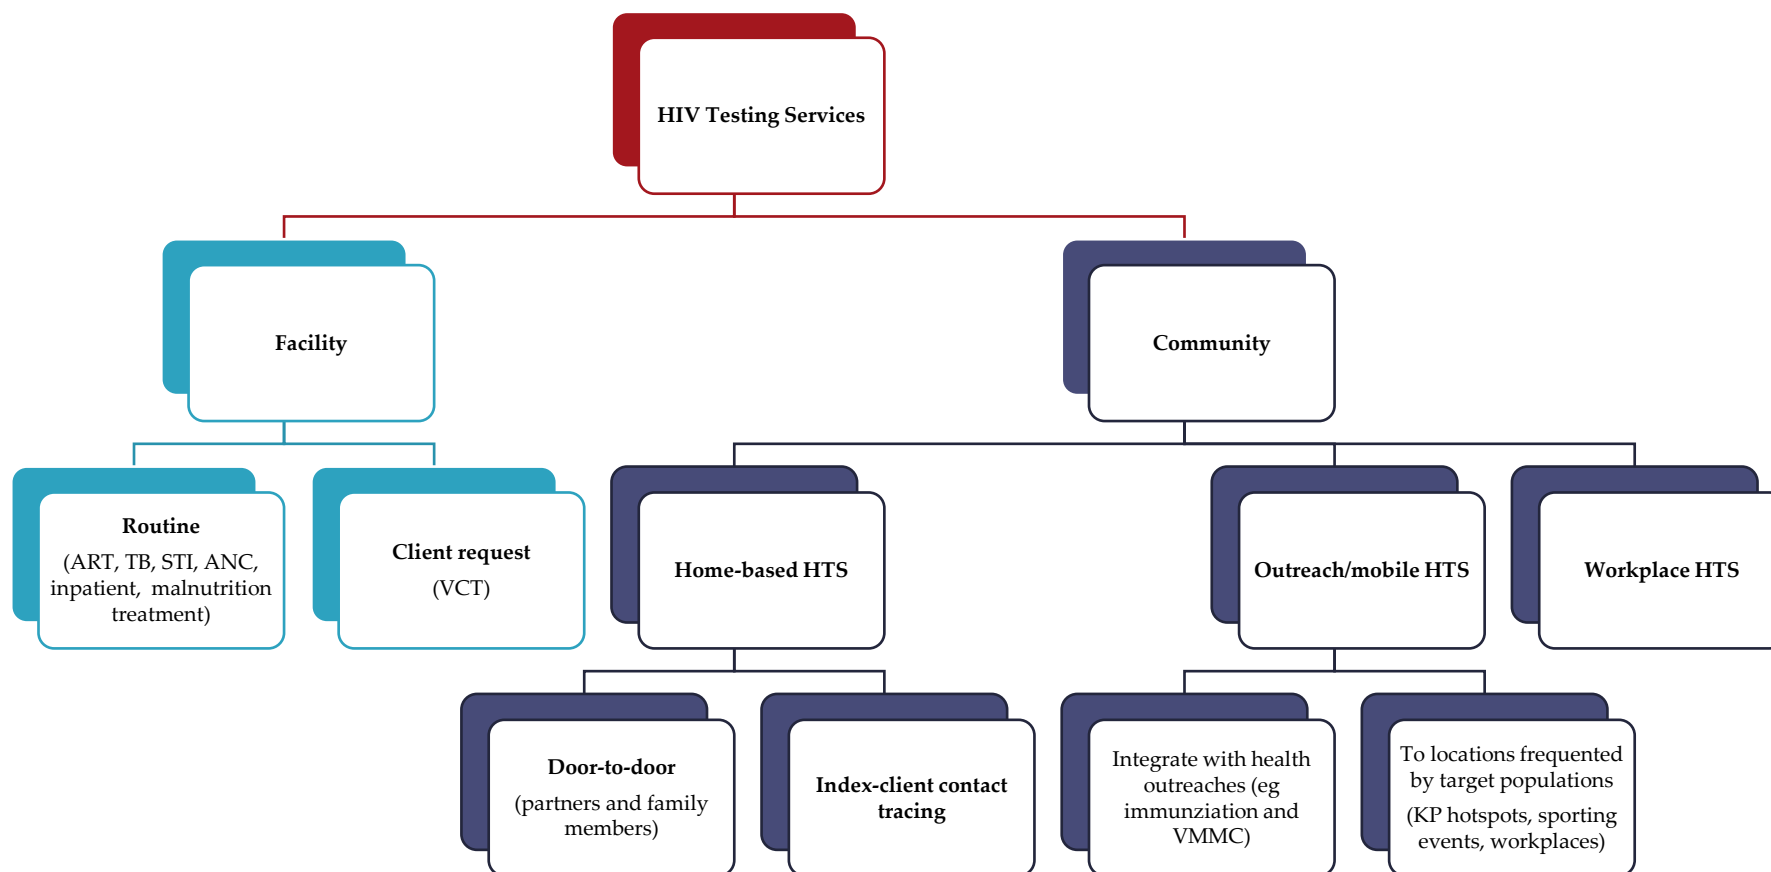 HIV Testing Services
Facility
Community
Routine
(ART, TB, STI, ANC,
inpatient, malnutrition
treatment)
Client request
(VCT)
Home-based HTS
Outreach/mobile HTS
Workplace HTS
Door-to-door
(partners and family
members)
Index-client contact
tracing
Integrate with health
outreaches (eg
immunziation and
VMMC)
To locations frequented
by target populations
(KP hotspots, sporting
events, workplaces)